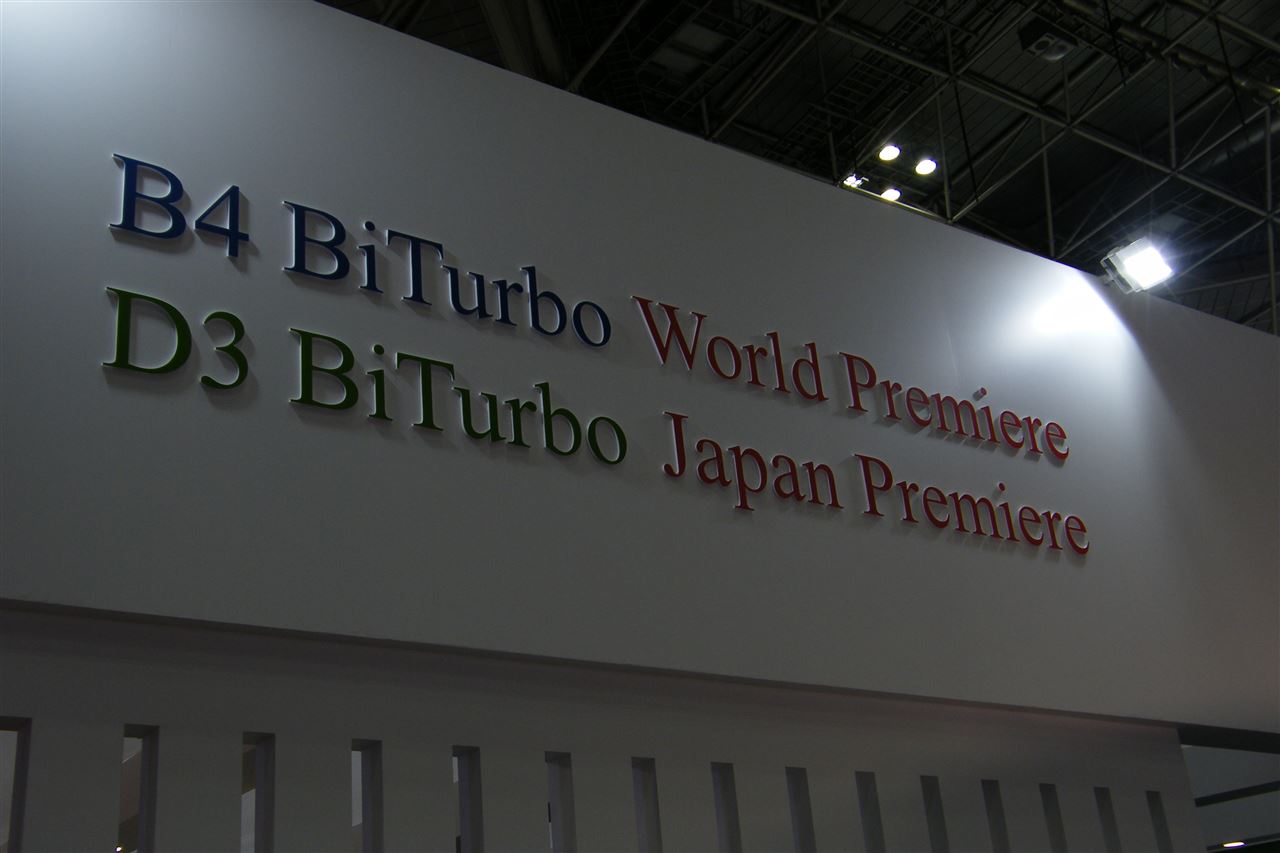 B4 BiTurbo World Premiere
D3 BiTurbo Japan Premiere